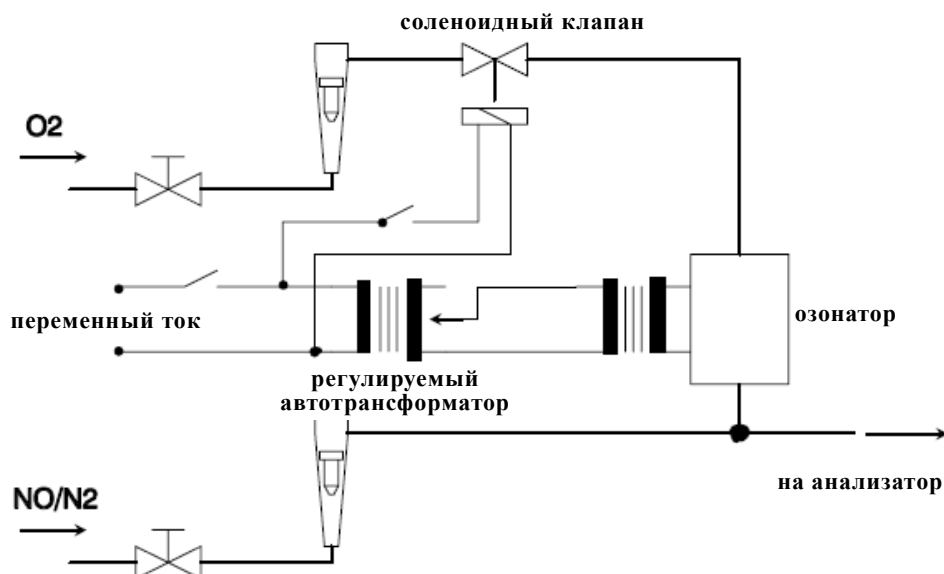 соленоидный клапан
O2
переменный ток
озонатор
регулируемый
автотрансформатор
на анализатор
NO/N2